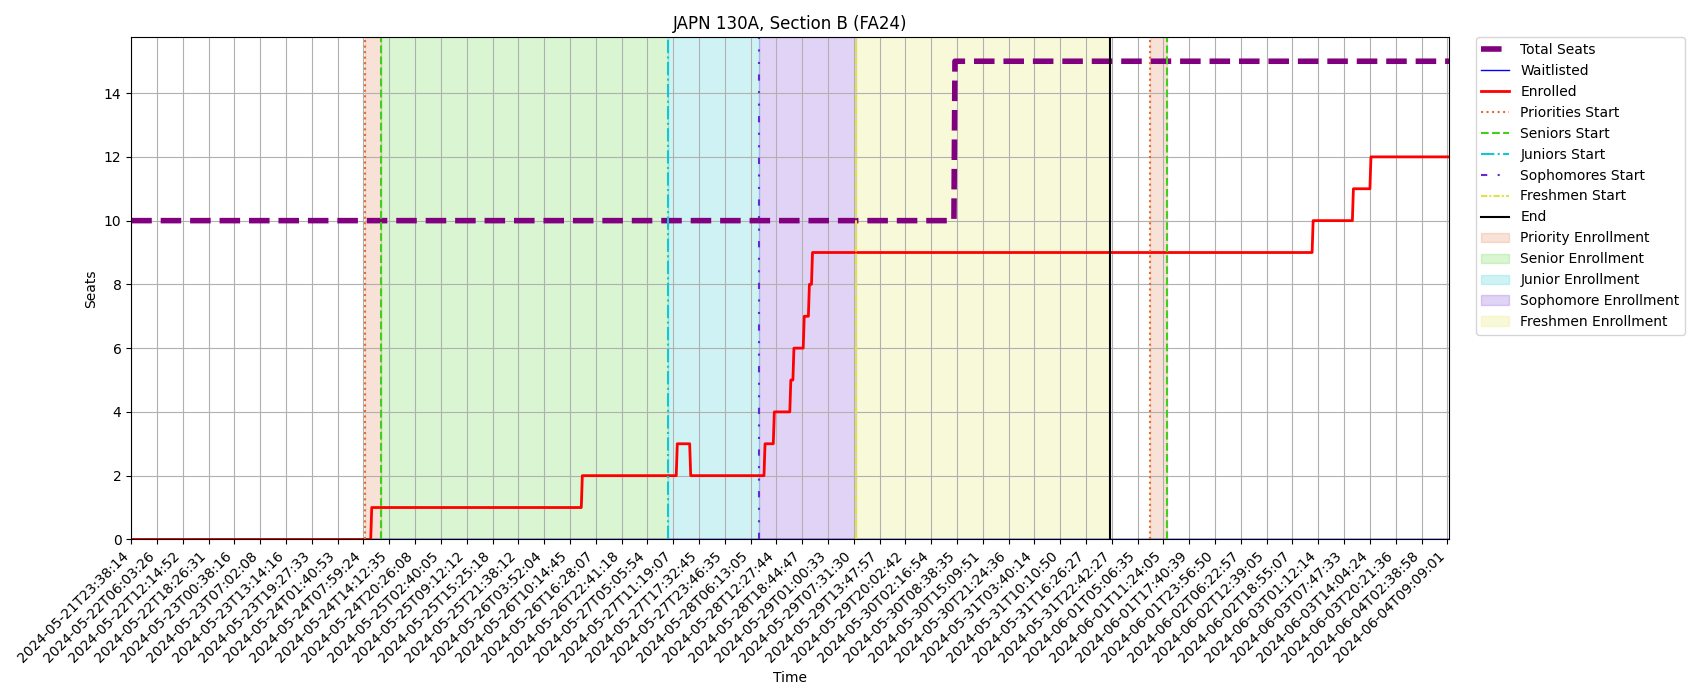 JAPN 130A, Section B (FA24)
Seats
14
12
10
8
6
4
2
0
2024-05-21T23:38:14
2024-05-22T06:03:26
2024-05-22T12:14:52
2024-05-22T18:26:31
2024-05-23T00:38:16
2024-05-23T07:02:08
2024-05-23T13:14:16
2024-05-23T19:27:33
2024-05-24T01:40:53
2024-05-24T07:59:24
2024-05-24T14:12:35
2024-05-24T20:26:08
2024-05-25T02:40:05
2024-05-25T09:12:12
2024-05-25T15:25:18
2024-05-25T21:38:12
2024-05-26T03:52:04
2024-05-26T10:14:45
2024-05-26T16:28:07
2024-05-26T22:41:18
2024-05-27T05:05:54
2024-05-27T11:19:07
2024-05-27T17:32:45
2024-05-27T23:46:35
2024-05-28T06:13:05
2024-05-28T12:27:44
2024-05-28T18:44:47
2024-05-29T01:00:33
2024-05-29T07:31:30
2024-05-29T13:47:57
2024-05-29T20:02:42
2024-05-30T02:16:54
2024-05-30T08:38:35
2024-05-30T15:09:51
2024-05-30T21:24:36
2024-05-31T03:40:14
2024-05-31T10:10:50
2024-05-31T16:26:27
2024-05-31T22:42:27
2024-06-01T05:06:35
2024-06-01T11:24:05
2024-06-01T17:40:39
2024-06-01T23:56:50
2024-06-02T06:22:57
2024-06-02T12:39:05
2024-06-02T18:55:07
2024-06-03T01:12:14
2024-06-03T07:47:33
2024-06-03T14:04:24
2024-06-03T20:21:36
2024-06-04T02:38:58
2024-06-04T09:09:01
Time
Total Seats
Waitlisted
Enrolled
Priorities Start
Seniors Start
Juniors Start
Sophomores Start
Freshmen Start
End
Priority Enrollment
Senior Enrollment
Junior Enrollment
Sophomore Enrollment
Freshmen Enrollment